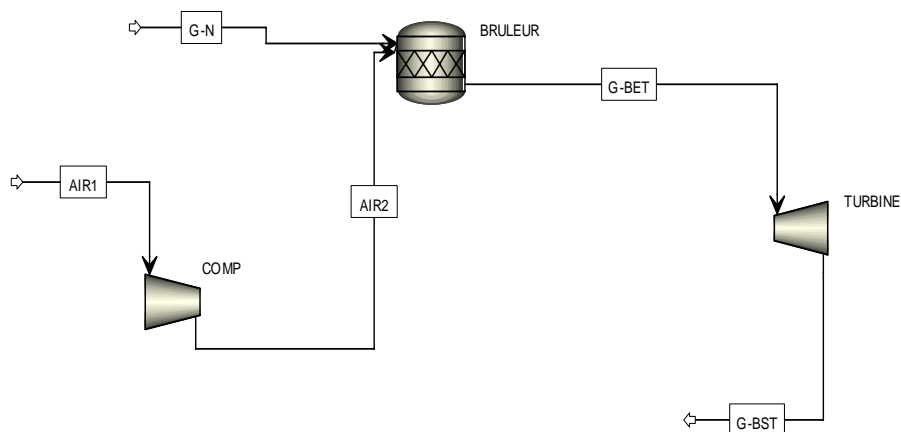 G-N
BRULEUR
G-BET
AIR1
AIR2
TURBINE
COMP
G-BST